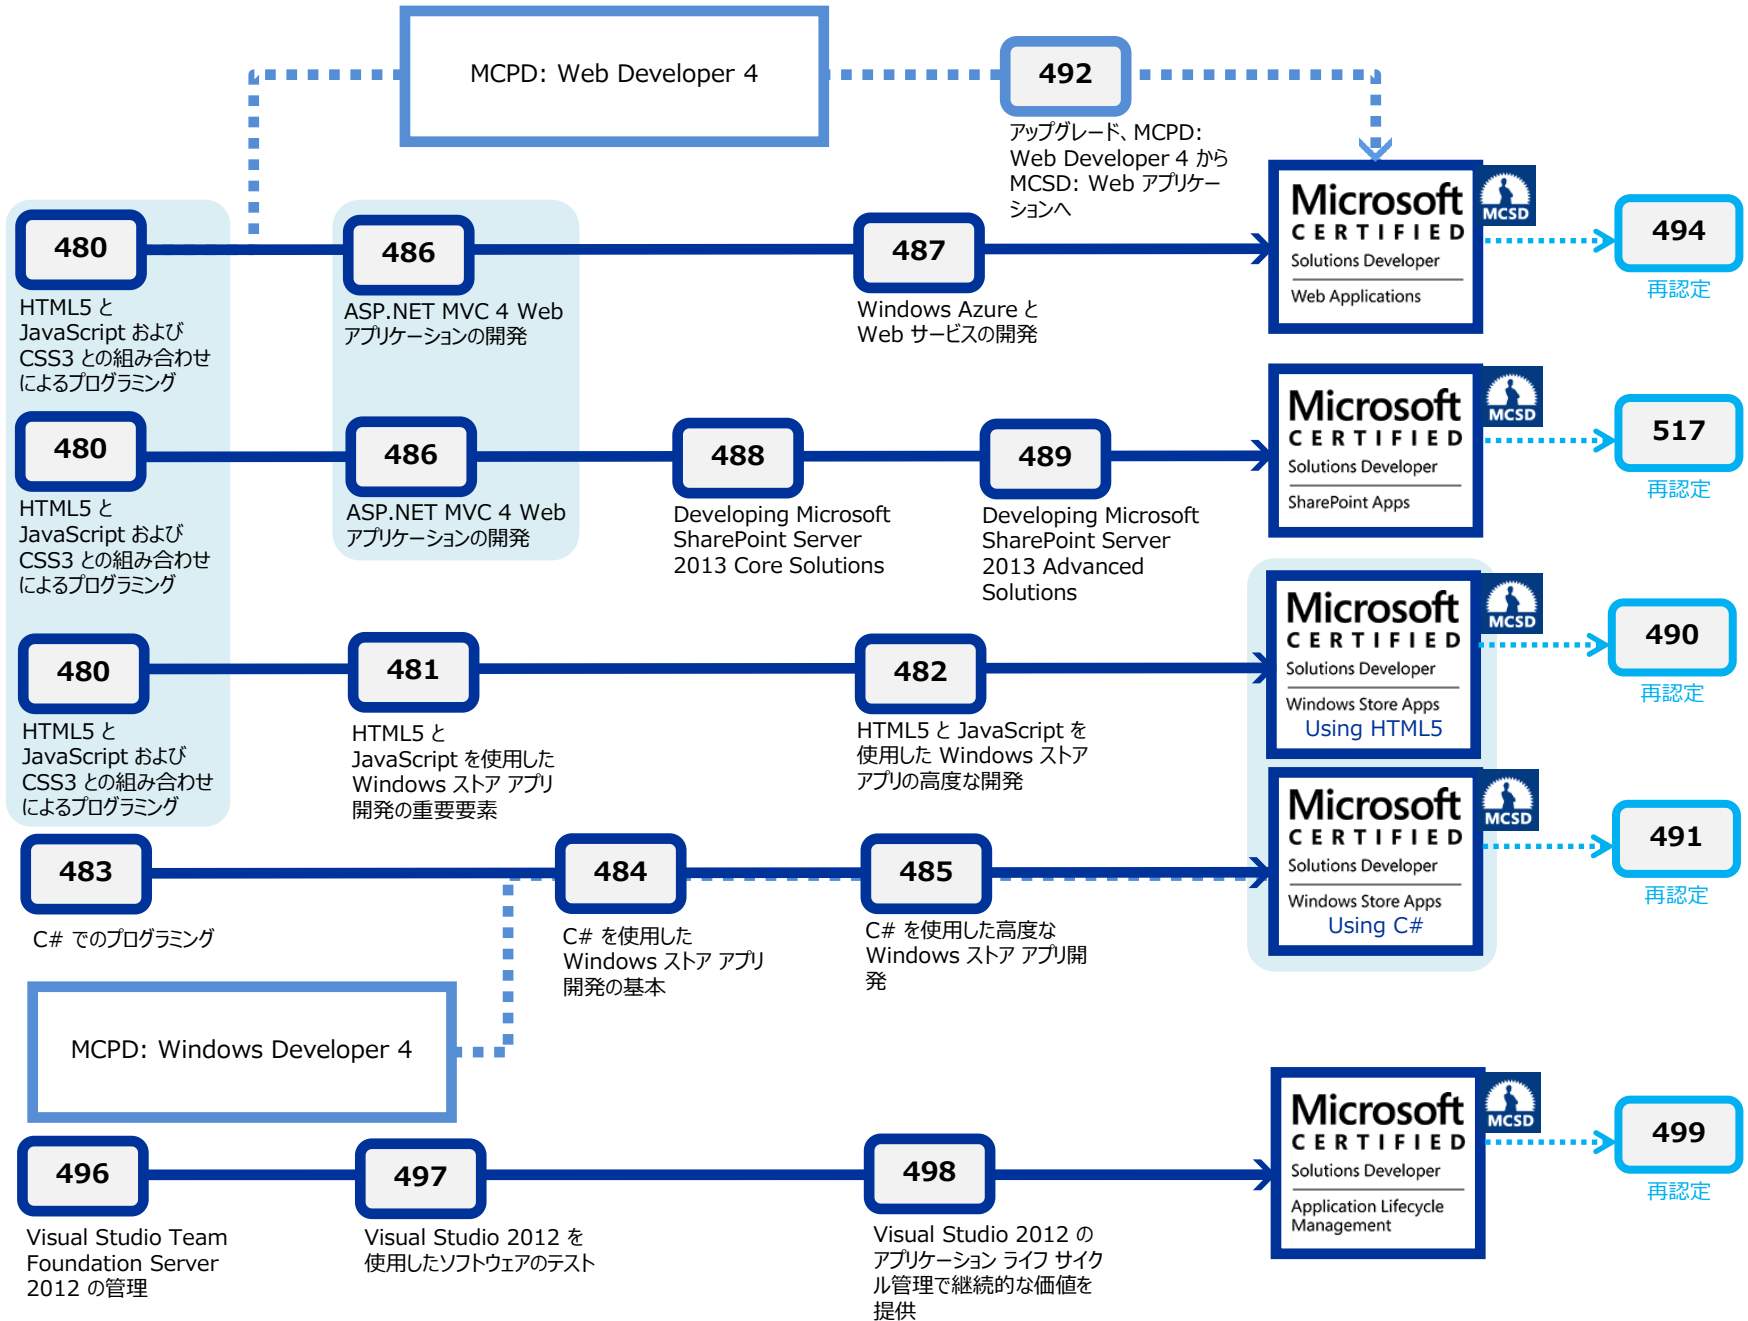 MCPD: Web Developer 4
492
アップグレード、MCPD:
Web Developer 4 から
MCSD: Web アプリケー
ションへ
480
HTML5 と
JavaScript および
CSS3 との組み合わせ
によるプログラミング
486
ASP.NET MVC 4 Web
アプリケーションの開発
487
Windows Azure と
Web サービスの開発
Microsoft
CERTIFIED
Solutions Developer
Web Applications
MCSD
494
再認定
480
HTML5 と
JavaScript および
CSS3 との組み合わせ
によるプログラミング
486
ASP.NET MVC 4 Web
アプリケーションの開発
488
Developing Microsoft
SharePoint Server
2013 Core Solutions
489
Developing Microsoft
SharePoint Server
2013 Advanced
Solutions
Microsoft
CERTIFIED
Solutions Developer
SharePoint Apps
MCSD
517
再認定
480
HTML5 と
JavaScript および
CSS3 との組み合わせ
によるプログラミング
481
HTML5 と
JavaScript を使用した
Windows ストア アプリ
開発の重要要素
482
HTML5 と JavaScript を
使用した Windows ストア
アプリの高度な開発
Microsoft
CERTIFIED
Solutions Developer
Windows Store Apps
Using HTML5
MCSD
490
再認定
483
C# でのプログラミング
484
C# を使用した
Windows ストア アプリ
開発の基本
485
C# を使用した高度な
Windows ストア アプリ開
発
Microsoft
CERTIFIED
Solutions Developer
Windows Store Apps
Using C#
MCSD
491
再認定
MCPD: Windows Developer 4
496
Visual Studio Team
Foundation Server
2012 の管理
497
Visual Studio 2012 を
使用したソフトウェアのテスト
498
Visual Studio 2012 の
アプリケーション ライフ サイク
ル管理で継続的な価値を
提供
Microsoft
CERTIFIED
Solutions Developer
Application Lifecycle
Management
MCSD
499
再認定